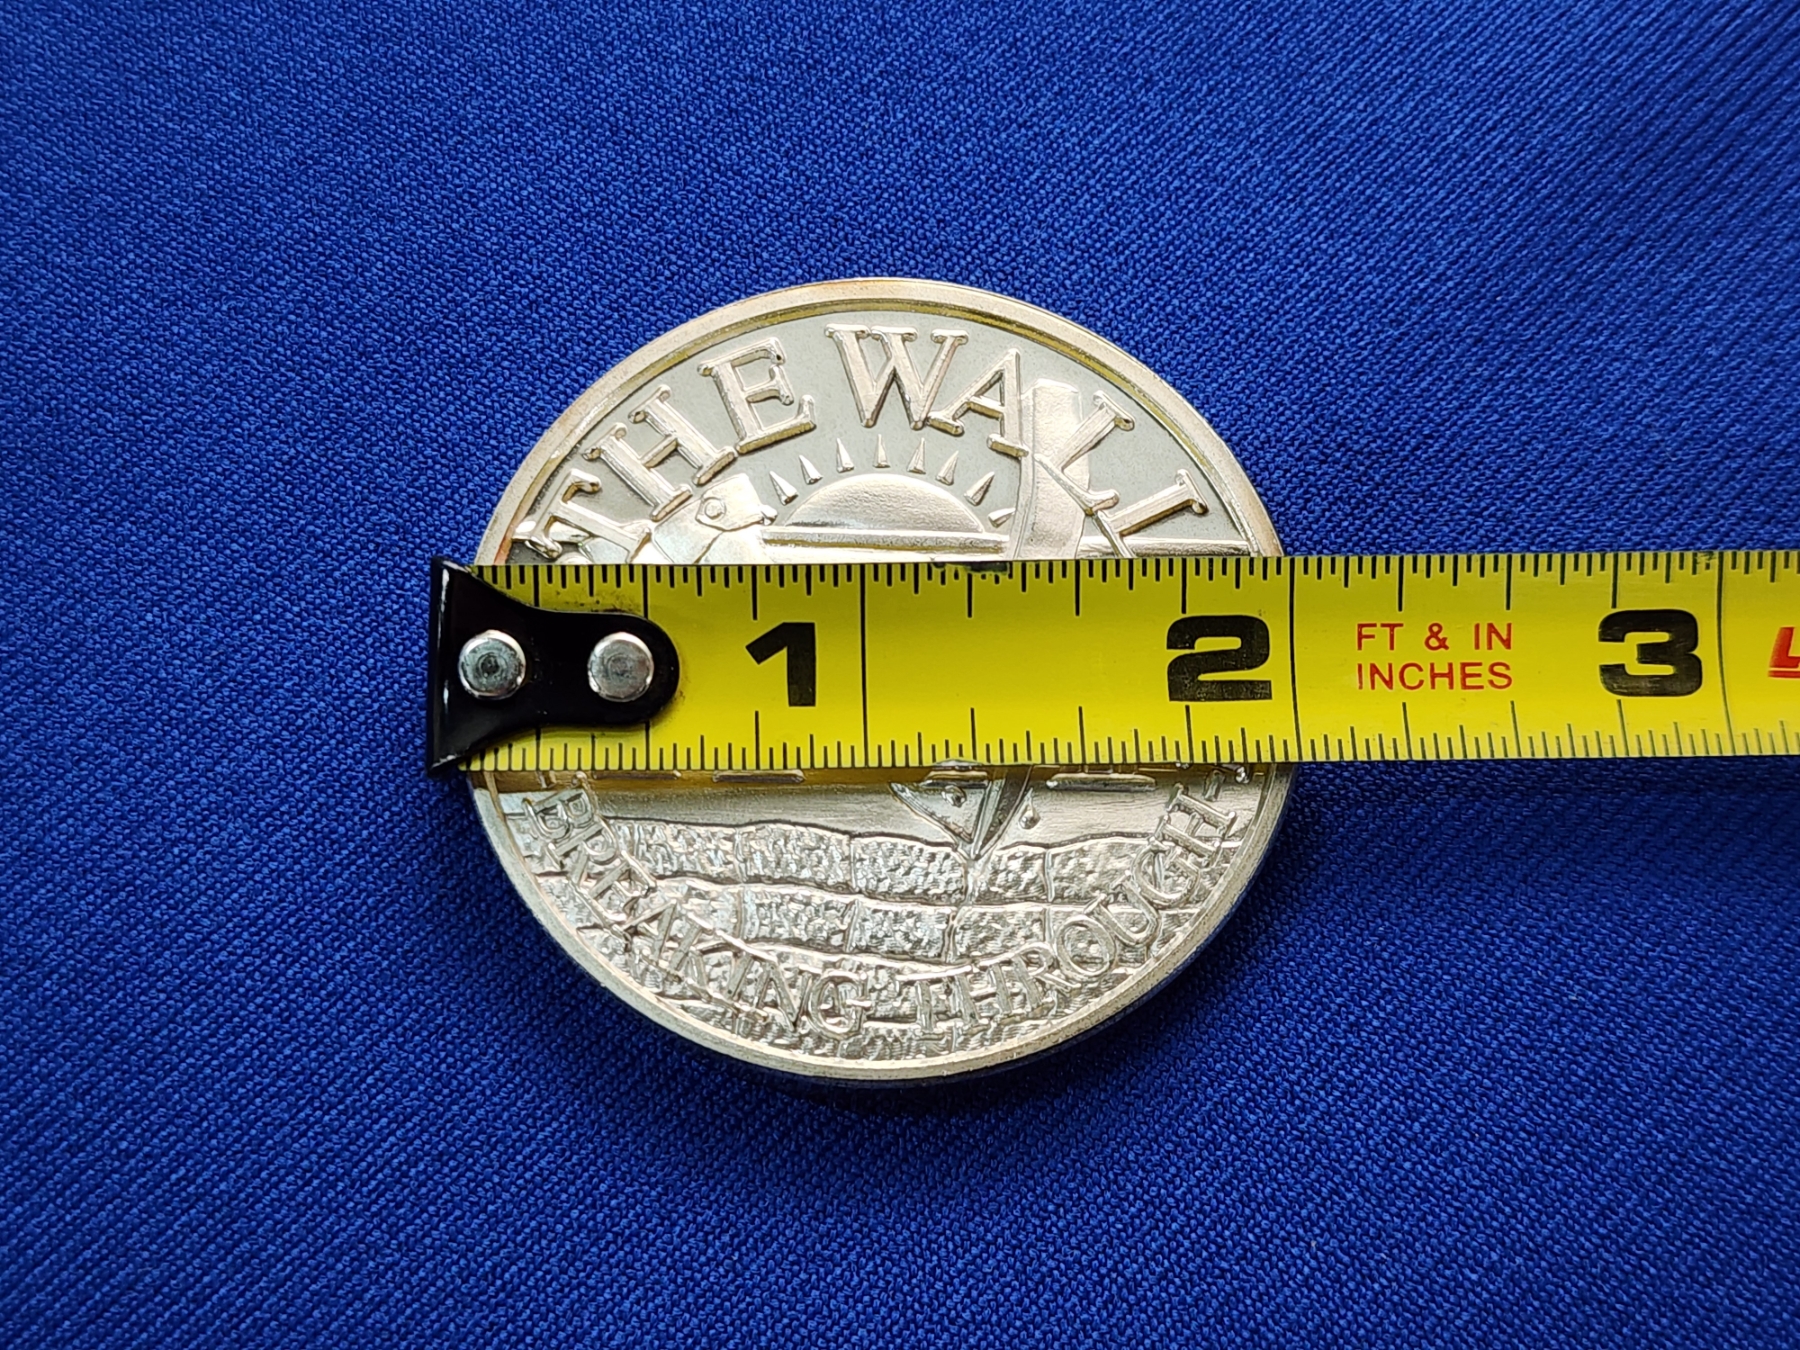 THE WALL
1 2 FT & IN 3
INCHES
BREAKING THROUGH